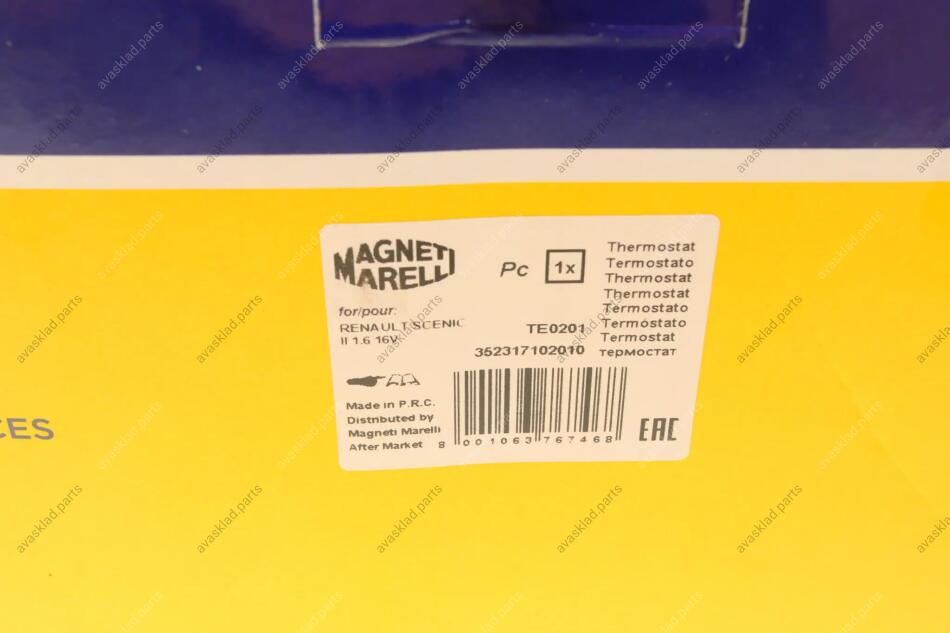 MAGNETI
MARELLI
Pc 1x
Thermostat
Termostato
Thermostat
Thermostat
Termostato
Termóstato
Termostat
термостат
for/pour:
RENAULT SCENIC
II 1.6 16V
TE0201
352317102010
Made in P.R.C.
Distributed by
Magneti Marelli
After Market
8 001063 767468
EAC
CES
avasklad.parts